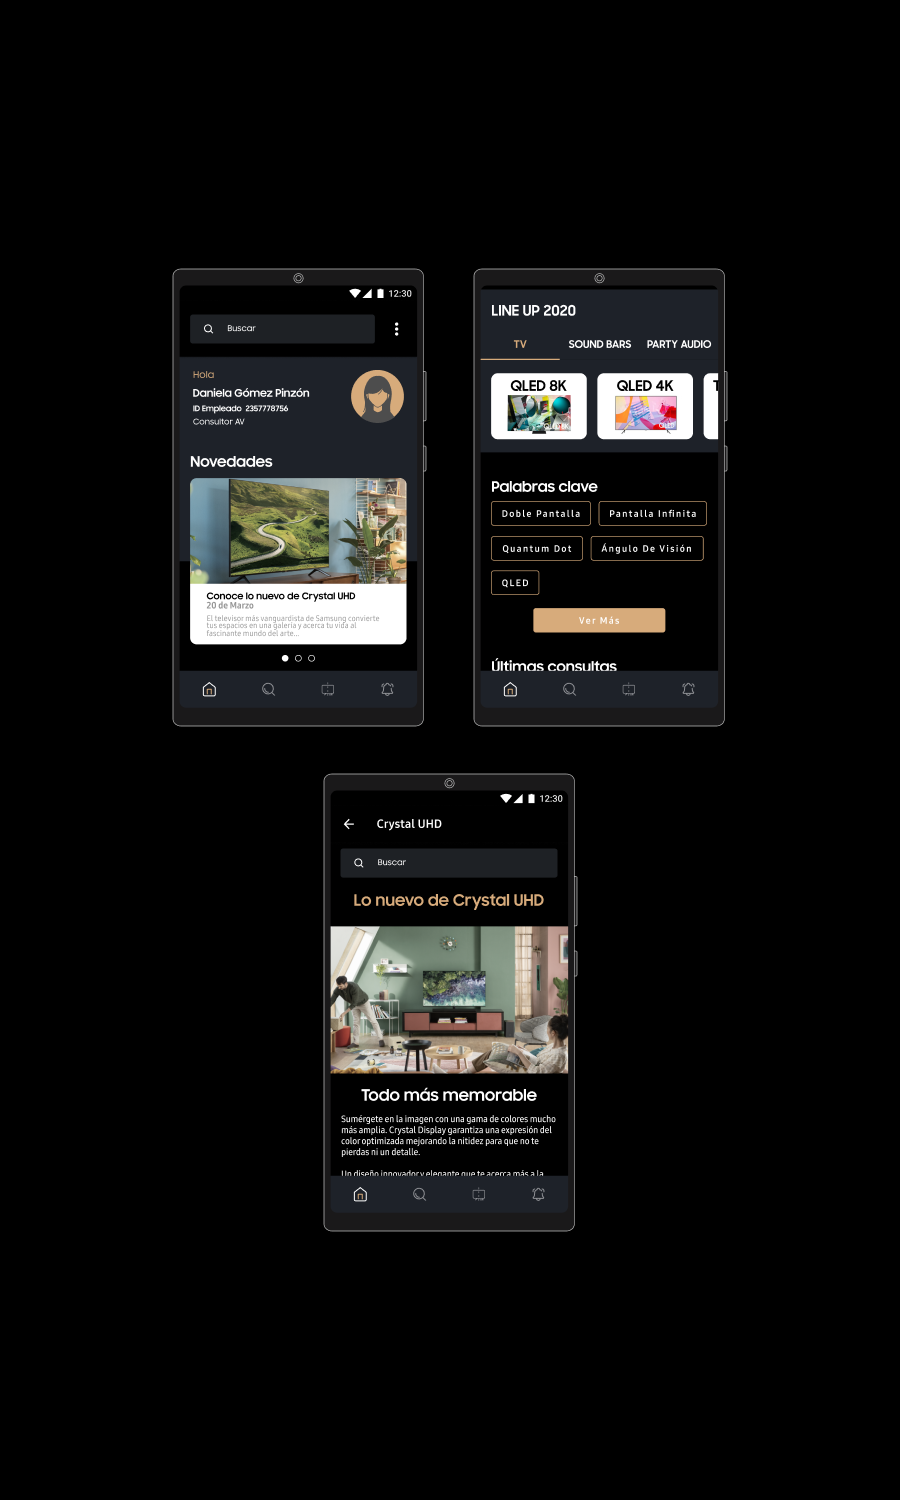 12:30
Buscar
Hola
Daniela Gómez Pinzón
ID Empleado 2357778756
Consultor AV
Novedades
Conoce lo nuevo de Crystal UHD
20 de Marzo
El televisor más vanguardista de Samsung convierte
tus espacios en una galería y acerca tu vida al
fascinante mundo del arte...
LINE UP 2020
TV SOUND BARS PARTY AUDIO
QLED 8K QLED 4K T
QLED
Palabras clave
Doble Pantalla Pantalla Infinita
Quantum Dot Ángulo De Visión
QLED
Ver Más
Últimas consultas
12:30
Crystal UHD
Buscar
Lo nuevo de Crystal UHD
Todo más memorable
Sumérgete en la imagen con una gama de colores mucho
más amplia. Crystal Display garantiza una expresión del
color optimizada mejorando la nitidez para que no te
pierdas ni un detalle.
Un diseño innovador y elegante que te acerca más a la